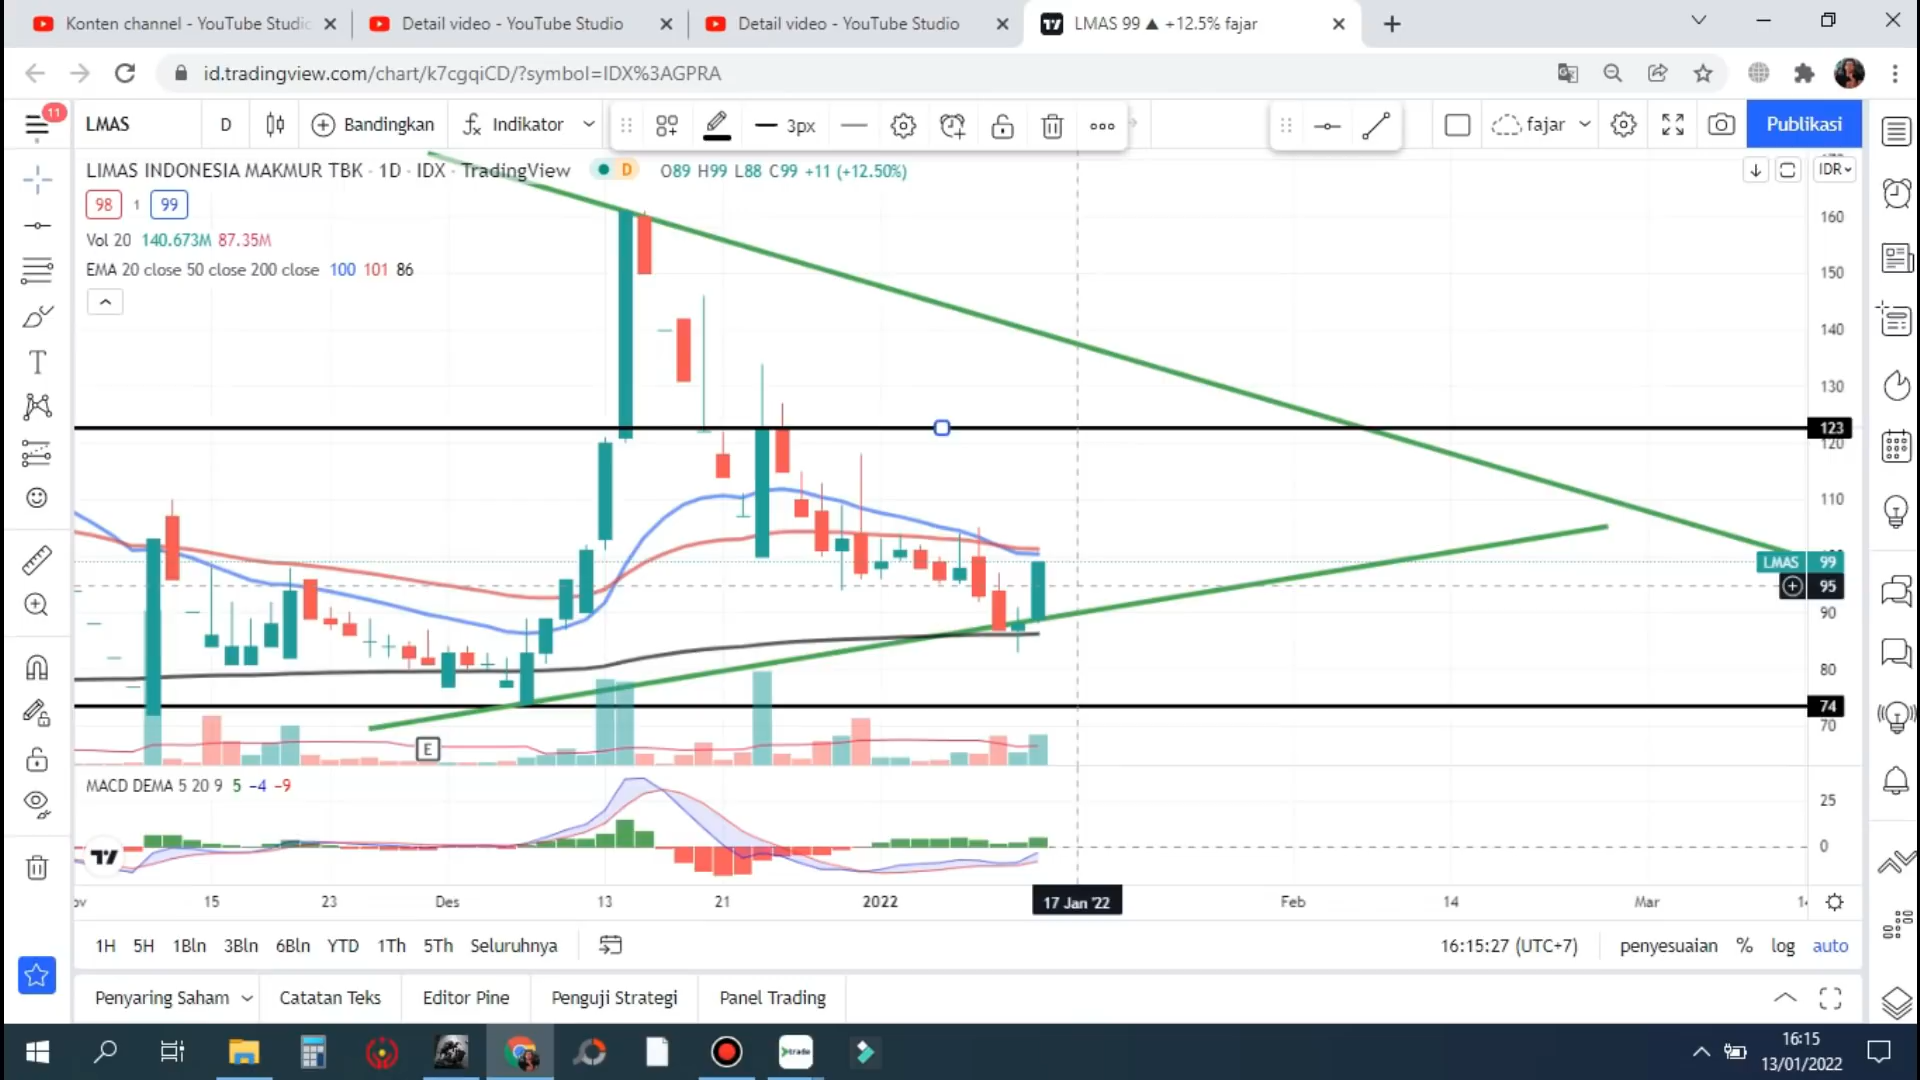 Konten channel - YouTube Studio
Detail video - YouTube Studio
Detail video - YouTube Studio
LMAS 99 ▲ +12.5% fajar
id.tradingview.com/chart/k7cgqiCD/?symbol=IDX%3AGPRA
11
LMAS
D
Bandingkan
Indikator
3px
fajar
Publikasi
LIMAS INDONESIA MAKMUR TBK · 1D · IDX · TradingView
D
O89 H99 L88 C99 +11 (+12.50%)
IDR
98
1
99
Vol 20 140.673M 87.35M
EMA 20 close 50 close 200 close 100 101 86
160
150
140
130
123
120
110
LMAS 99
95
90
80
74
70
E
MACD DEMA 5 20 9 5 −4 −9
25
0
15
23
Des
13
21
2022
17 Jan '22
Feb
14
Mar
1H 5H 1Bln 3Bln 6Bln YTD 1Th 5Th Seluruhnya
16:15:27 (UTC+7)
penyesuaian % log auto
Penyaring Saham
Catatan Teks
Editor Pine
Penguji Strategi
Panel Trading
trade
16:15
13/01/2022